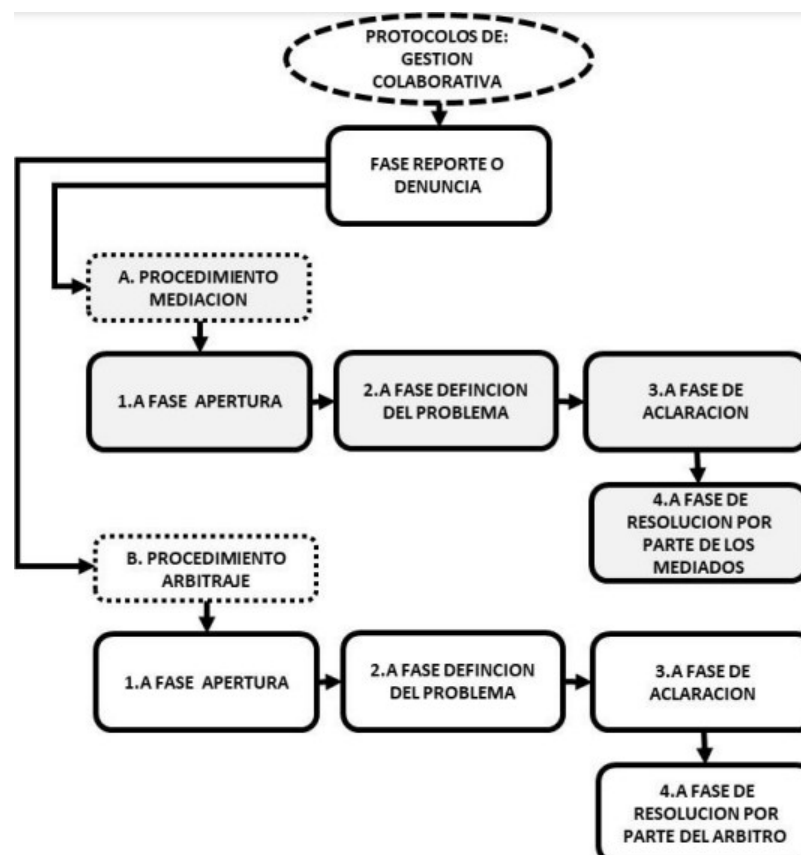 PROTOCOLOS DE:
GESTION
COLABORATIVA
FASE REPORTE O
DENUNCIA
A. PROCEDIMIENTO
MEDIACION
1.A FASE APERTURA
2.A FASE DEFINCION
DEL PROBLEMA
3.A FASE DE
ACLARACION
4.A FASE DE
RESOLUCION POR
PARTE DE LOS
MEDIADOS
B. PROCEDIMIENTO
ARBITRAJE
1.A FASE APERTURA
2.A FASE DEFINCION
DEL PROBLEMA
3.A FASE DE
ACLARACION
4.A FASE DE
RESOLUCION POR
PARTE DEL ARBITRO